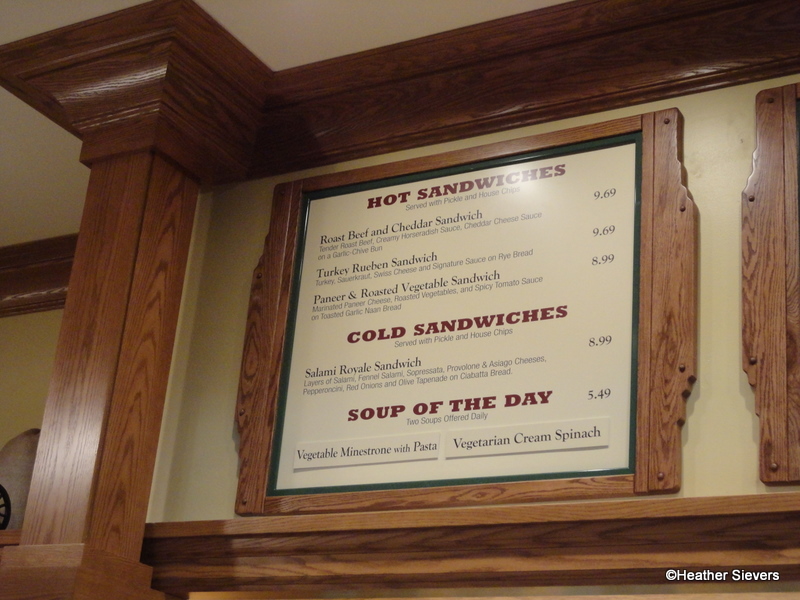 HOT SANDWICHES
Served with Pickle and House Chips
Roast Beef and Cheddar Sandwich 9.69
Tender Roast Beef, Creamy Horseradish Sauce, Cheddar Cheese Sauce
on a Garlic-Chive Bun
Turkey Rueben Sandwich 9.69
Turkey, Sauerkraut, Swiss Cheese and Signature Sauce on Rye Bread
Paneer & Roasted Vegetable Sandwich 8.99
Marinated Paneer Cheese, Roasted Vegetables, and Spicy Tomato Sauce
on Toasted Garlic Naan Bread
COLD SANDWICHES
Served with Pickle and House Chips
Salami Royale Sandwich 8.99
Layers of Salami, Fennel Salami, Sopressata, Provolone & Asiago Cheeses,
Pepperoncini, Red Onions and Olive Tapenade on Ciabatta Bread.
SOUP OF THE DAY 5.49
Two Soups Offered Daily
Vegetable Minestrone with Pasta
Vegetarian Cream Spinach
©Heather Sievers